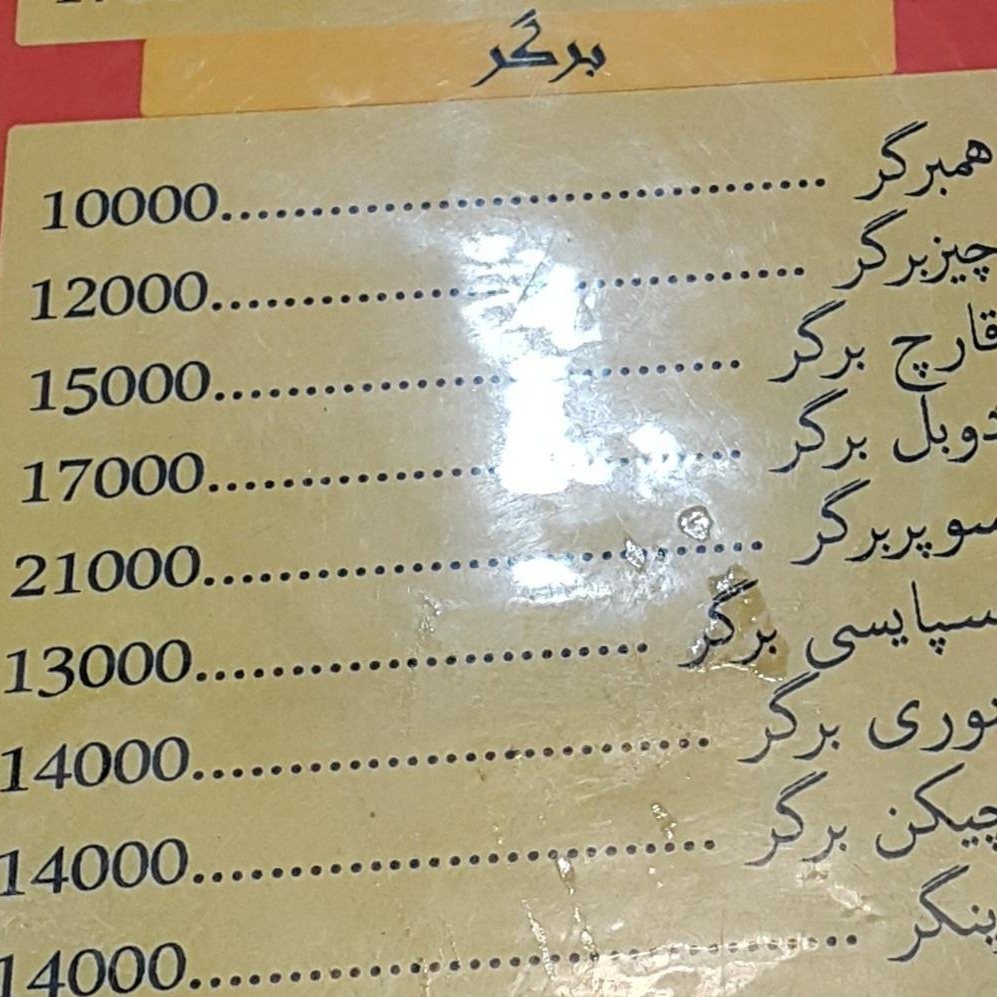 برگر
همبرگر ........................ 10000
چیزبرگر ........................ 12000
قارچ برگر ........................ 15000
دوبل برگر ........................ 17000
سوپربرگر ........................ 21000
سپایسی برگر ........................ 13000
برگر ........................ 14000
چیکن برگر ........................ 14000
........................ 14000